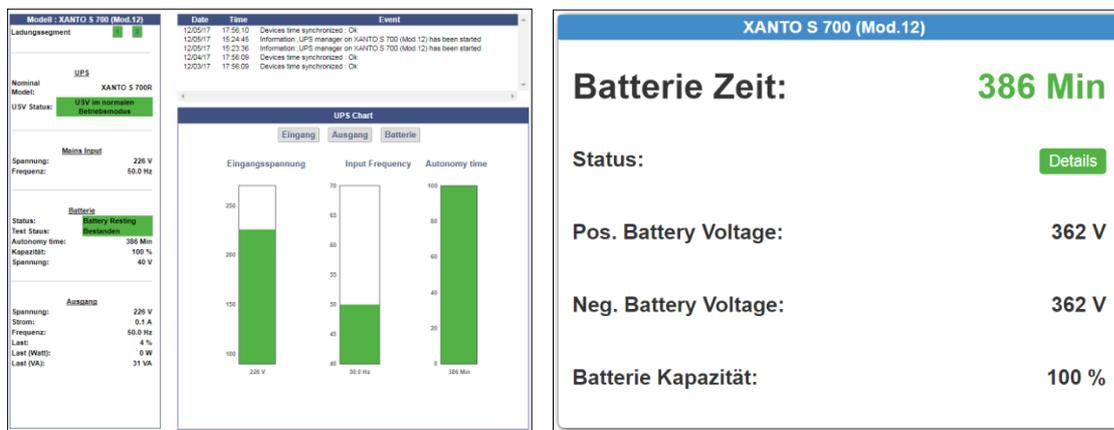 Modell : XANTO S 700 (Mod.12)
Ladungssegment 1 2
UPS
Nominal Model: XANTO S 700R
USV Status: USV im normalen Betriebsmodus
Mains Input
Spannung: 226 V
Frequenz: 50.0 Hz
Batterie
Status: Battery Resting
Test Staus: Bestanden
Autonomy time: 386 Min
Kapazität: 100 %
Spannung: 40 V
Ausgang
Spannung: 226 V
Strom: 0.1 A
Frequenz: 50.0 Hz
Last: 4 %
Last (Watt): 0 W
Last (VA): 31 VA
Date Time Event
12/05/17 17:56:10 Devices time synchronized : Ok
12/05/17 15:24:45 Information:.UPS manager on XANTO S 700 (Mod.12) has been started
12/05/17 15:23:36 Information:.UPS manager on XANTO S 700 (Mod.12) has been started
12/04/17 17:56:09 Devices time synchronized : Ok
12/03/17 17:56:09 Devices time synchronized : Ok
UPS Chart
Eingang Ausgang Batterie
Eingangsspannung Input Frequency Autonomy time
250
200
150
100
226 V
70
65
60
55
50
45
40
50.0 Hz
100
80
60
40
20
0
386 Min
XANTO S 700 (Mod.12)
Batterie Zeit: 386 Min
Status: Details
Pos. Battery Voltage: 362 V
Neg. Battery Voltage: 362 V
Batterie Kapazität: 100 %